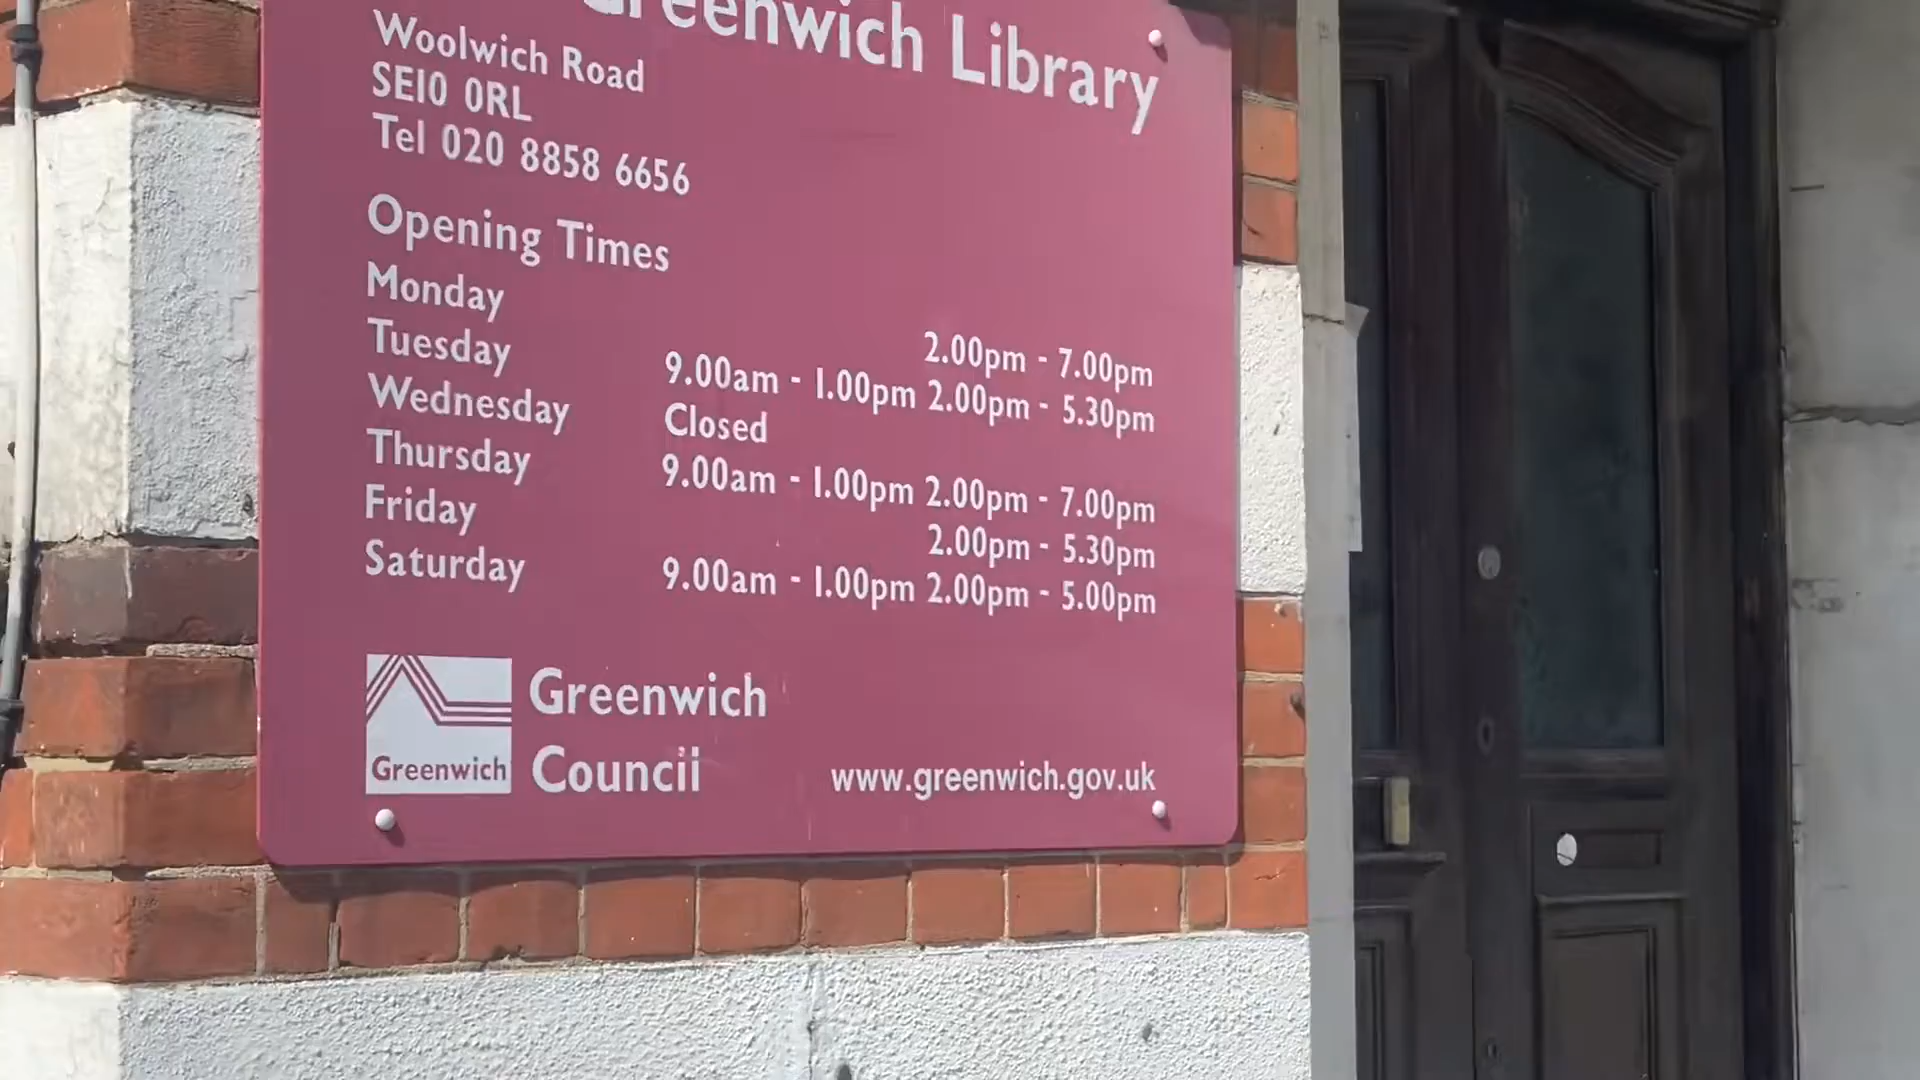 Greenwich Library
Woolwich Road
SE10 0RL
Tel 020 8858 6656
Opening Times
Monday 2.00pm - 7.00pm
Tuesday 9.00am - 1.00pm 2.00pm - 5.30pm
Wednesday Closed
Thursday 9.00am - 1.00pm 2.00pm - 7.00pm
Friday 2.00pm - 5.30pm
Saturday 9.00am - 1.00pm 2.00pm - 5.00pm
Greenwich
Greenwich
Council
www.greenwich.gov.uk